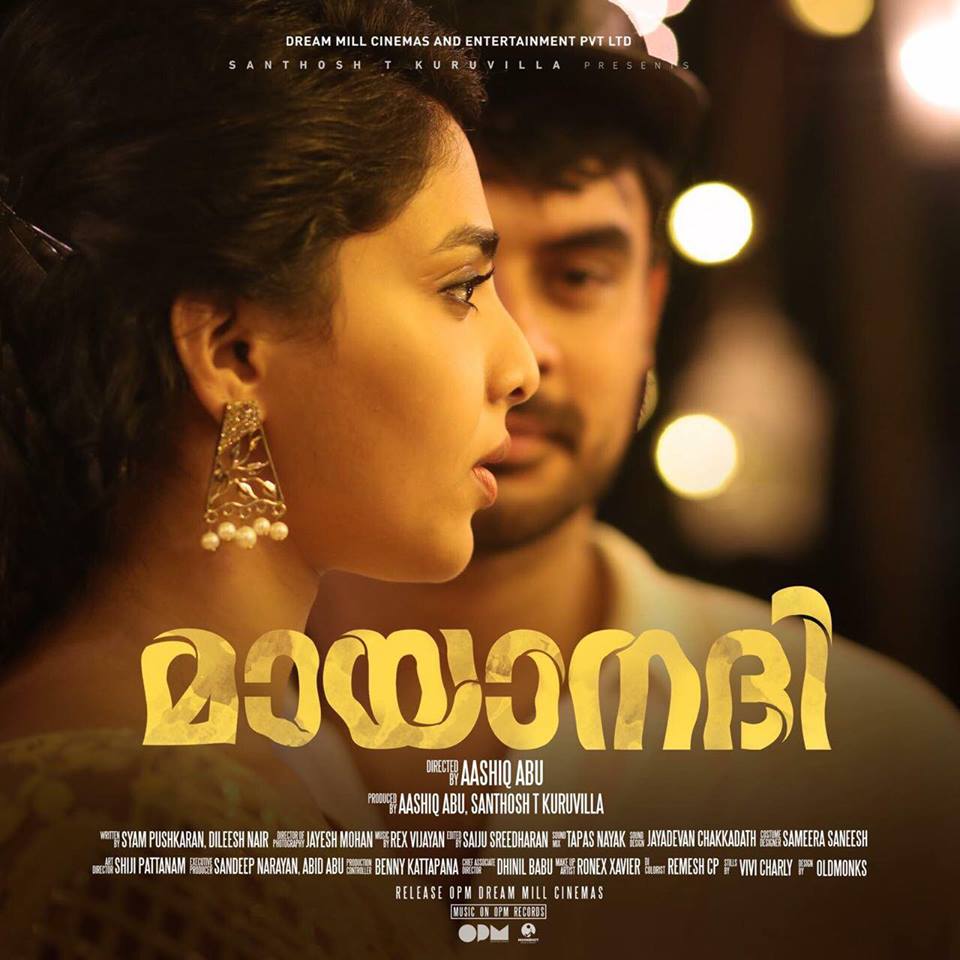 DREAM MILL CINEMAS AND ENTERTAINMENT PVT LTD
SANTHOSH T KURUVILLA PRESENTS
മായാനദി
DIRECTED BY AASHIQ ABU
PRODUCED BY AASHIQ ABU, SANTHOSH T KURUVILLA
WRITTEN BY SYAM PUSHKARAN, DILEESH NAIR DIRECTOR OF PHOTOGRAPHY JAYESH MOHAN MUSIC BY REX VIJAYAN EDITED BY SAIJU SREEDHARAN SOUND MIX TAPAS NAYAK SOUND DESIGN JAYADEVAN CHAKKADATH COSTUME DESIGNER SAMEERA SANEESH
ART DIRECTOR SHIJI PATTANAM EXECUTIVE PRODUCER SANDEEP NARAYAN, ABID ABU PRODUCTION CONTROLLER BENNY KATTAPANA CHIEF ASSOCIATE DIRECTOR DHINIL BABU MAKE UP ARTIST RONEX XAVIER DI COLORIST REMESH CP STILLS BY VIVI CHARLY DESIGN BY OLDMONKS
RELEASE OPM DREAM MILL CINEMAS
MUSIC ON OPM RECORDS
OPM